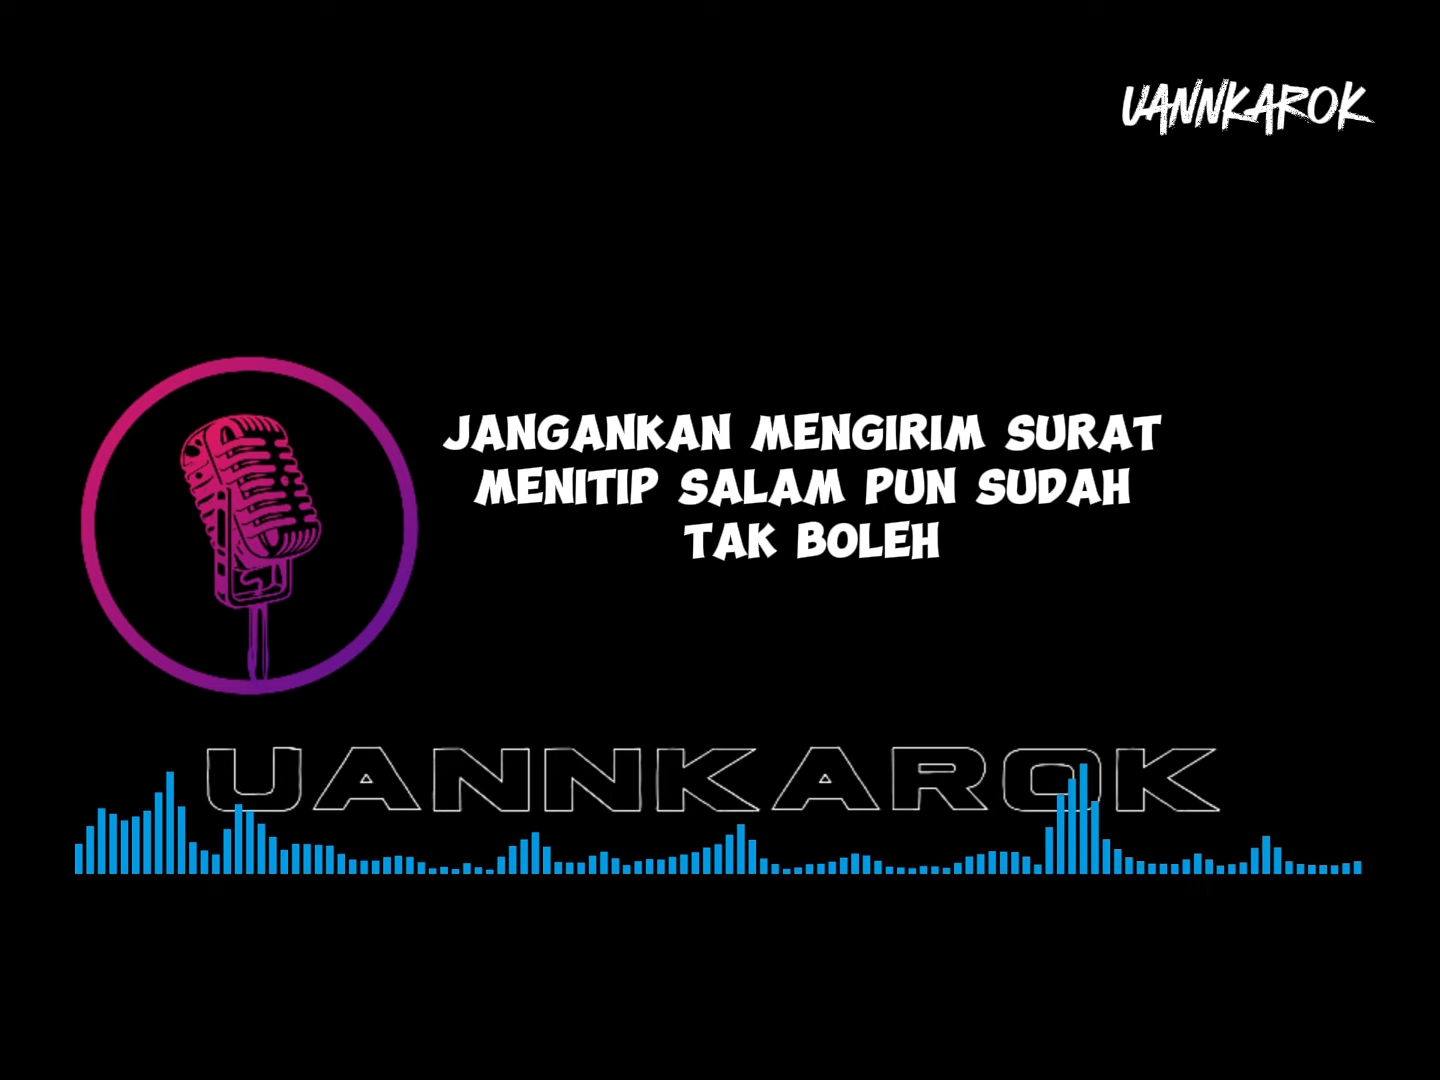 UANNKAROK
JANGANKAN MENGIRIM SURAT
MENITIP SALAM PUN SUDAH
TAK BOLEH
UANNKAROK